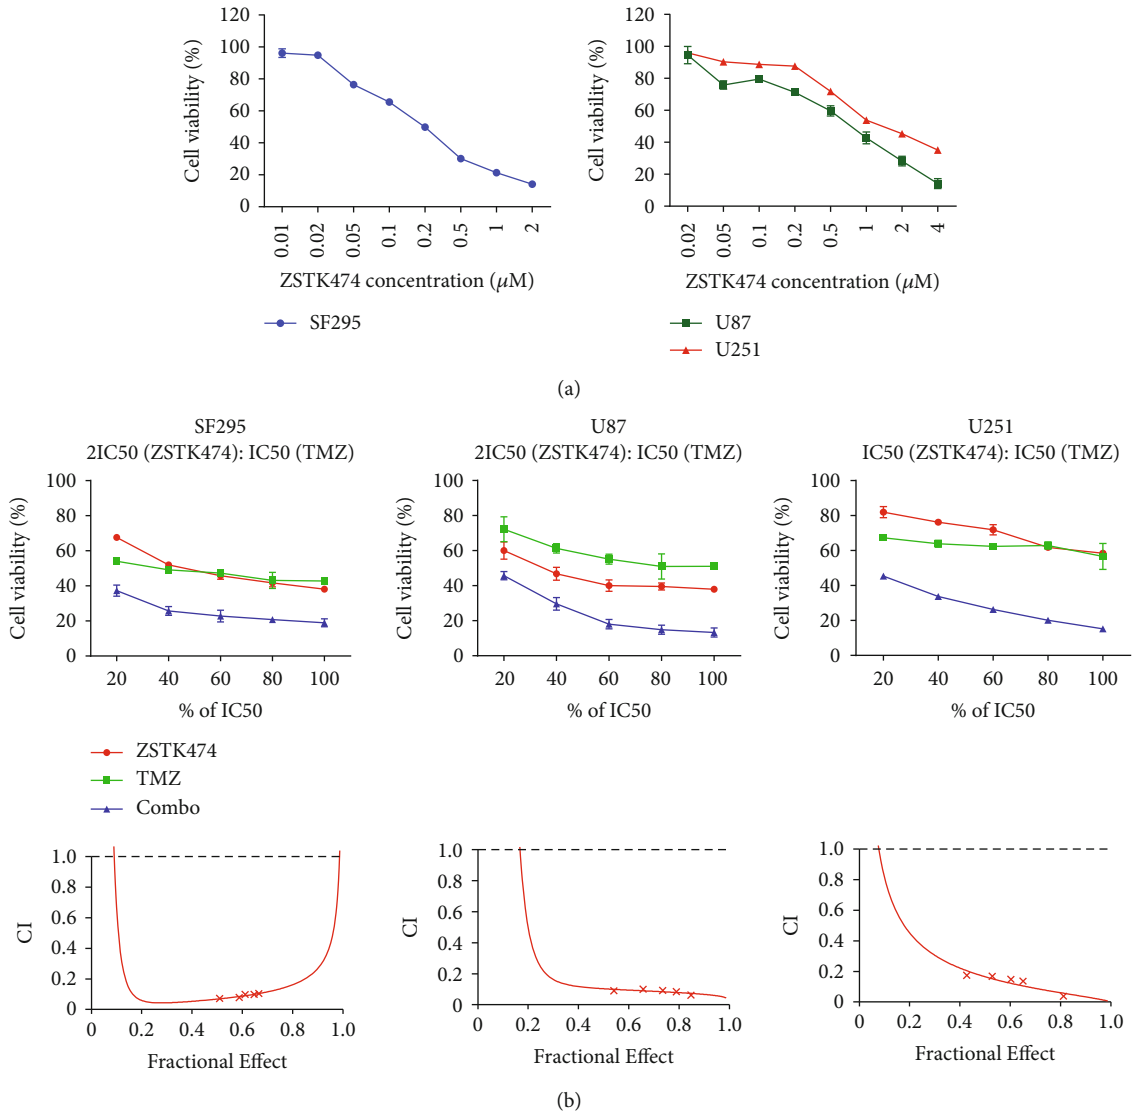 120
100
80
60
40
20
0
Cell viability (%)
0.01 0.02 0.05 0.1 0.2 0.5 1 2
ZSTK474 concentration (μM)
SF295
120
100
80
60
40
20
0
Cell viability (%)
0.02 0.05 0.1 0.2 0.5 1 2 4
ZSTK474 concentration (μM)
U87
U251
(a)
SF295
2IC50 (ZSTK474): IC50 (TMZ)
100
80
60
40
20
0
Cell viability (%)
20 40 60 80 100
% of IC50
U87
2IC50 (ZSTK474): IC50 (TMZ)
100
80
60
40
20
0
Cell viability (%)
20 40 60 80 100
% of IC50
U251
IC50 (ZSTK474): IC50 (TMZ)
100
80
60
40
20
0
Cell viability (%)
20 40 60 80 100
% of IC50
ZSTK474
TMZ
Combo
1.0
0.8
0.6
0.4
0.2
0
CI
0 0.2 0.4 0.6 0.8 1.0
Fractional Effect
1.0
0.8
0.6
0.4
0.2
0
CI
0 0.2 0.4 0.6 0.8 1.0
Fractional Effect
1.0
0.8
0.6
0.4
0.2
0
CI
0 0.2 0.4 0.6 0.8 1.0
Fractional Effect
(b)